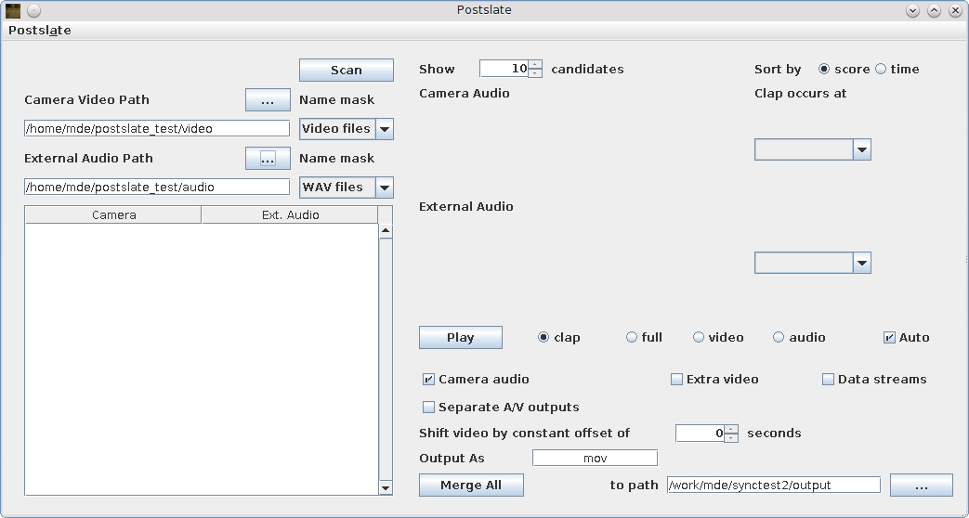 Postslate
Postslate
Scan
Show 10 candidates
Sort by score time
Camera Video Path ... Name mask
Camera Audio
Clap occurs at
/home/mde/postslate_test/video Video files
External Audio Path ... Name mask
/home/mde/postslate_test/audio WAV files
External Audio
Camera Ext. Audio
Play clap full video audio Auto
Camera audio Extra video Data streams
Separate A/V outputs
Shift video by constant offset of 0 seconds
Output As mov
Merge All to path /work/mde/synctest2/output ...